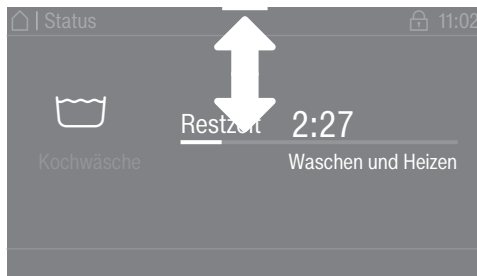 | Status 11:02
Restzeit 2:27
Kochwäsche Waschen und Heizen